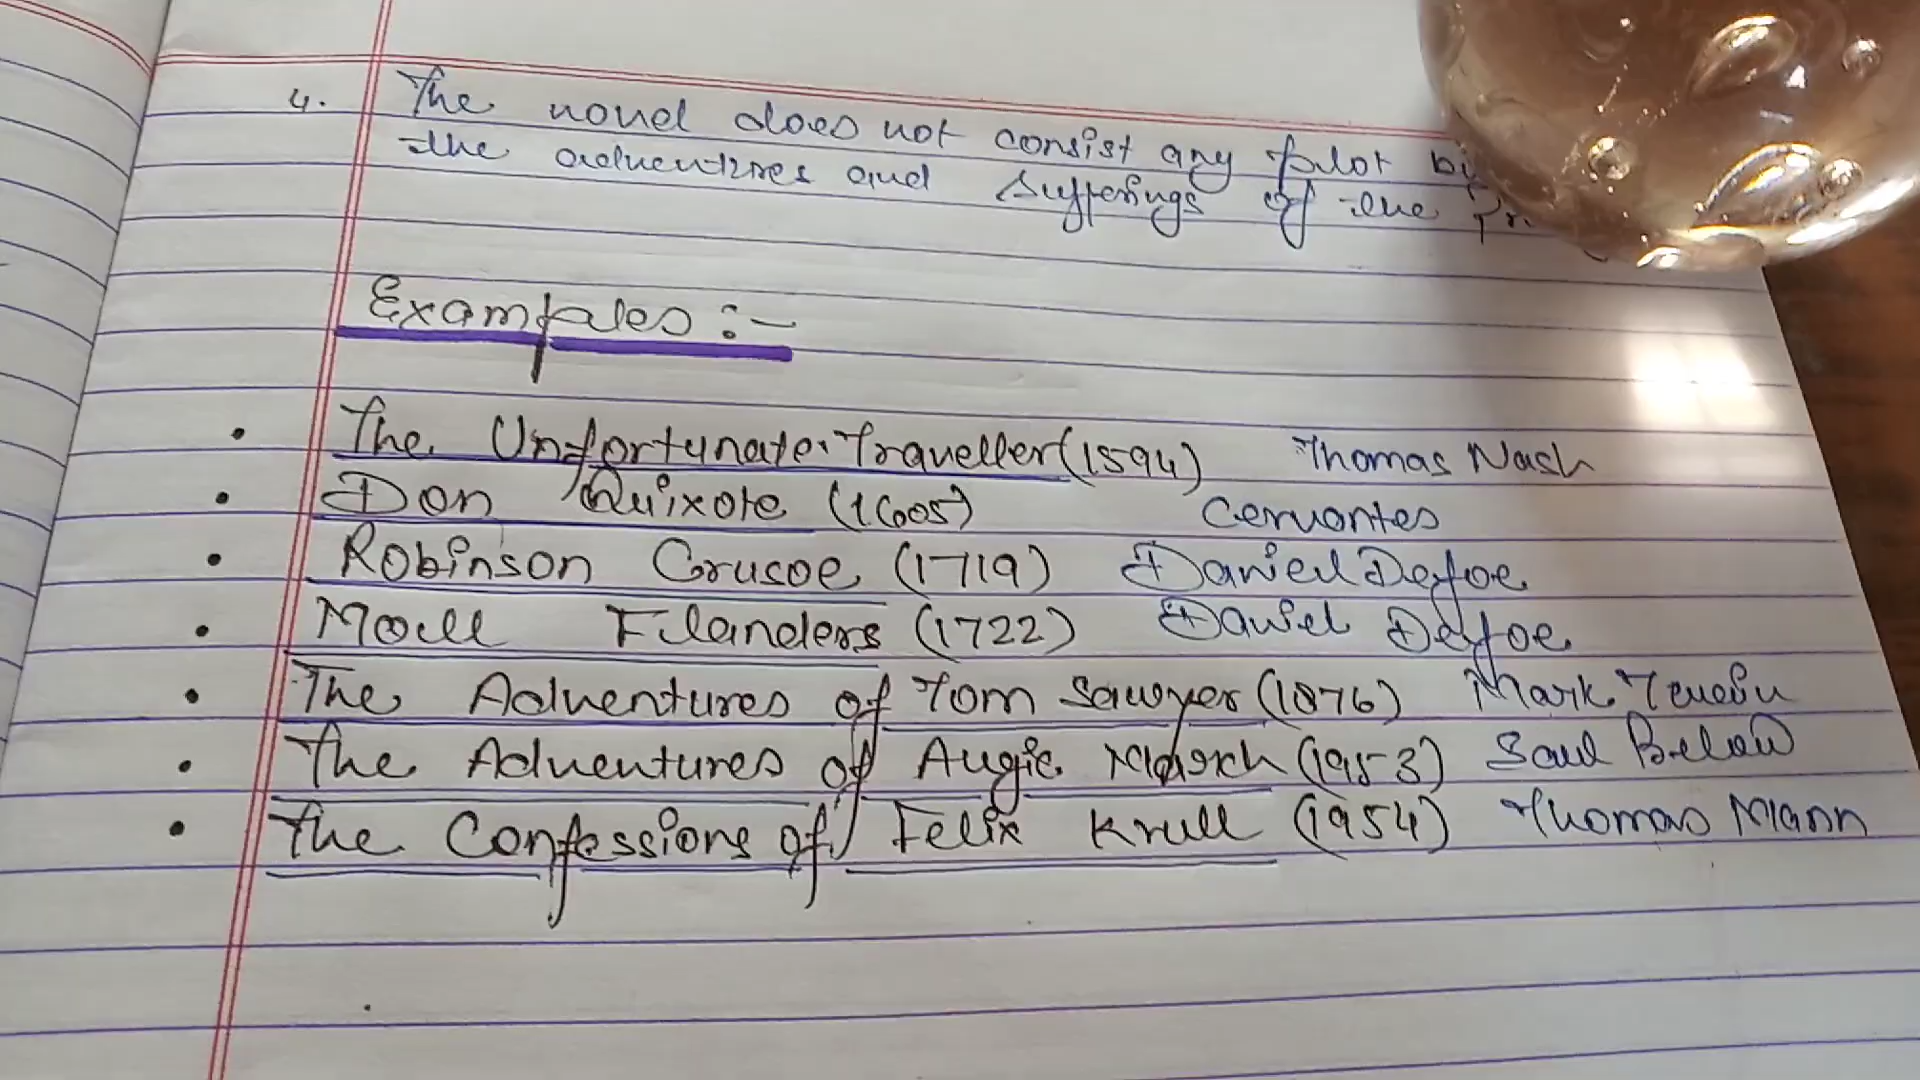 4. The novel does not consist any plot
the adventures and sufferings of the
Examples :-
• The Unfortunate Traveller (1594) Thomas Nash
• Don Quixote (1605) Cervantes
• Robinson Crusoe (1719) Daniel Defoe
• Moll Flanders (1722) Daniel Defoe
• The Adventures of Tom Sawyer (1876) Mark Twain
• The Adventures of Augie March (1953) Saul Below
• The Confessions of Felix Krull (1954) Thomas Mann